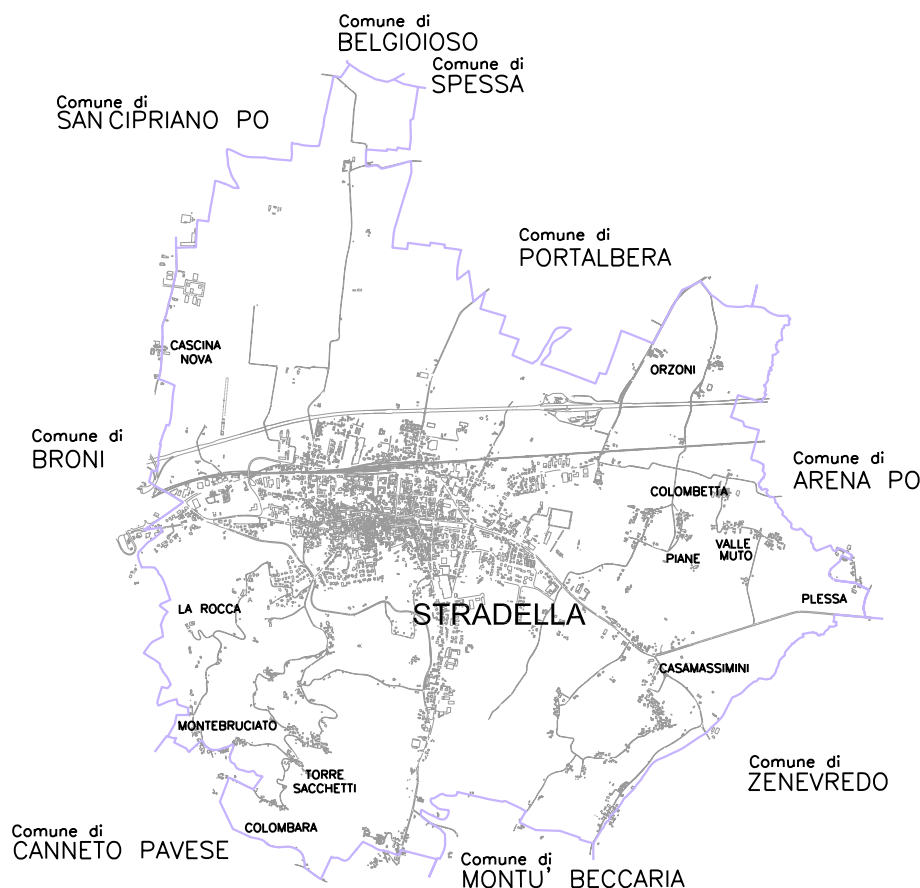 Comune di
BELGIOIOSO
Comune di
SPESSA
Comune di
SAN CIPRIANO PO
Comune di
PORTALBERA
CASCINA
NOVA
ORZONI
Comune di
BRONI
Comune di
ARENA PO
COLOMBETTA
VALLE
MUTO
PIANE
PLESSA
LA ROCCA
STRADELLA
CASAMASSIMINI
MONTEBRUCIATO
TORRE
SACCHETTI
Comune di
ZENEVREDO
COLOMBARA
Comune di
CANNETO PAVESE
Comune di
MONTU' BECCARIA